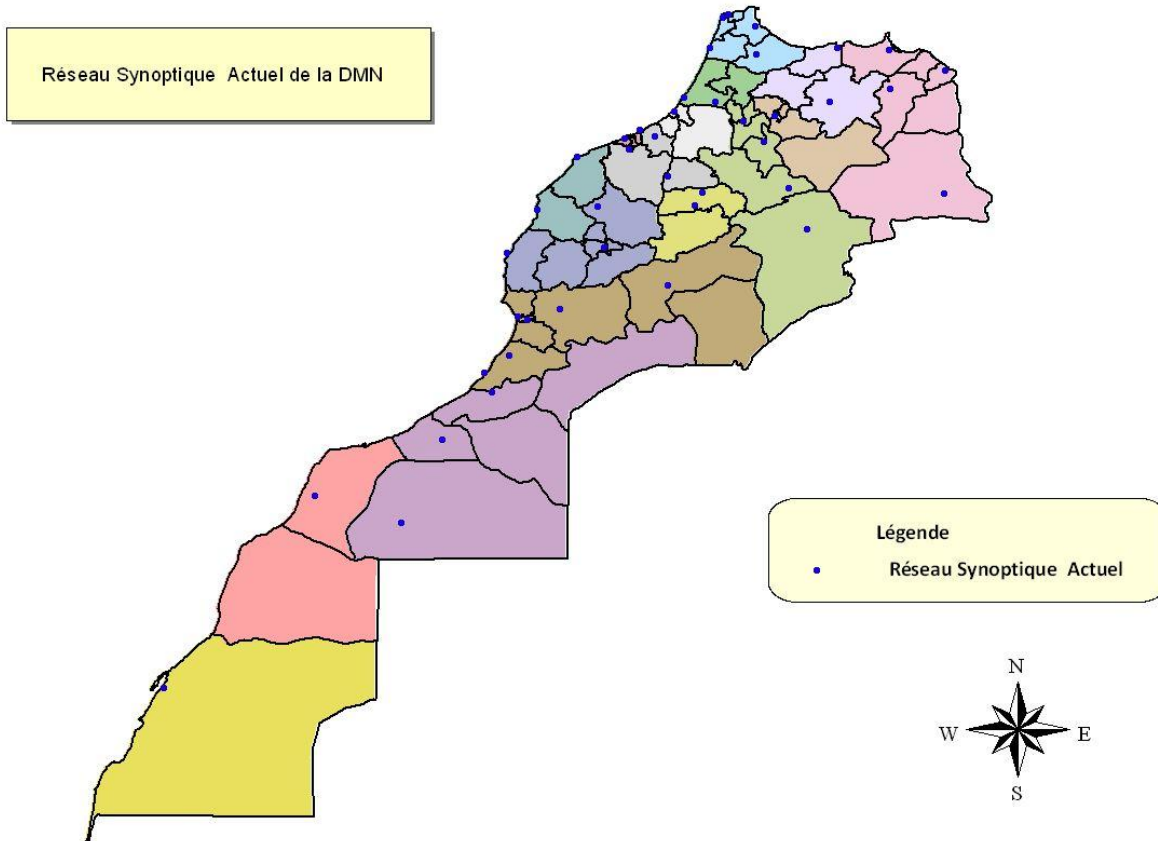 Réseau Synoptique Actuel de la DMN
Légende
Réseau Synoptique Actuel
N
W E
S